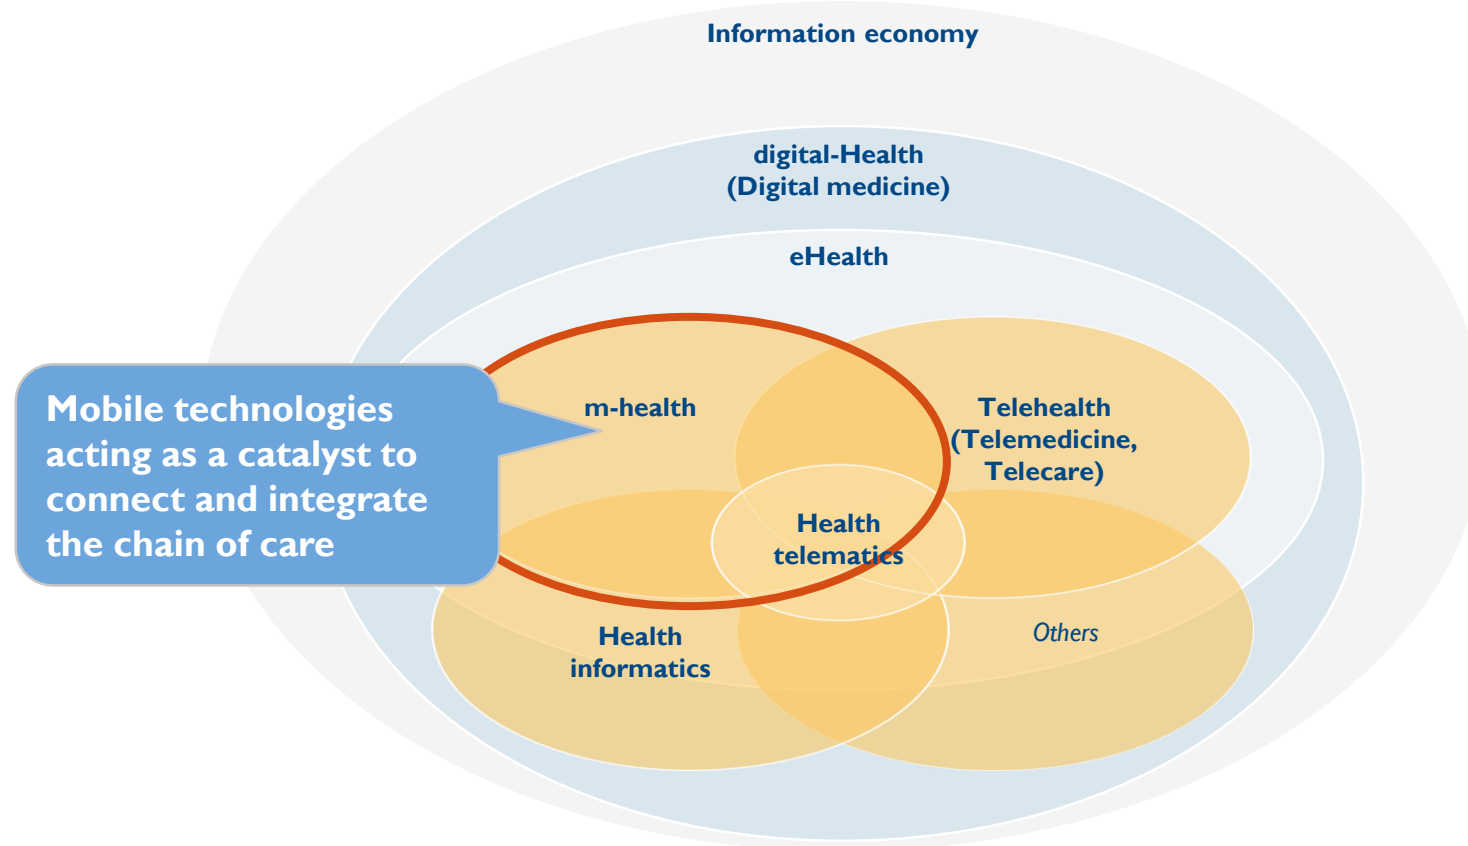 Information economy
digital-Health
(Digital medicine)
eHealth
Mobile technologies
acting as a catalyst to
connect and integrate
the chain of care
m-health
Telehealth
(Telemedicine,
Telecare)
Health
telematics
Health
informatics
Others